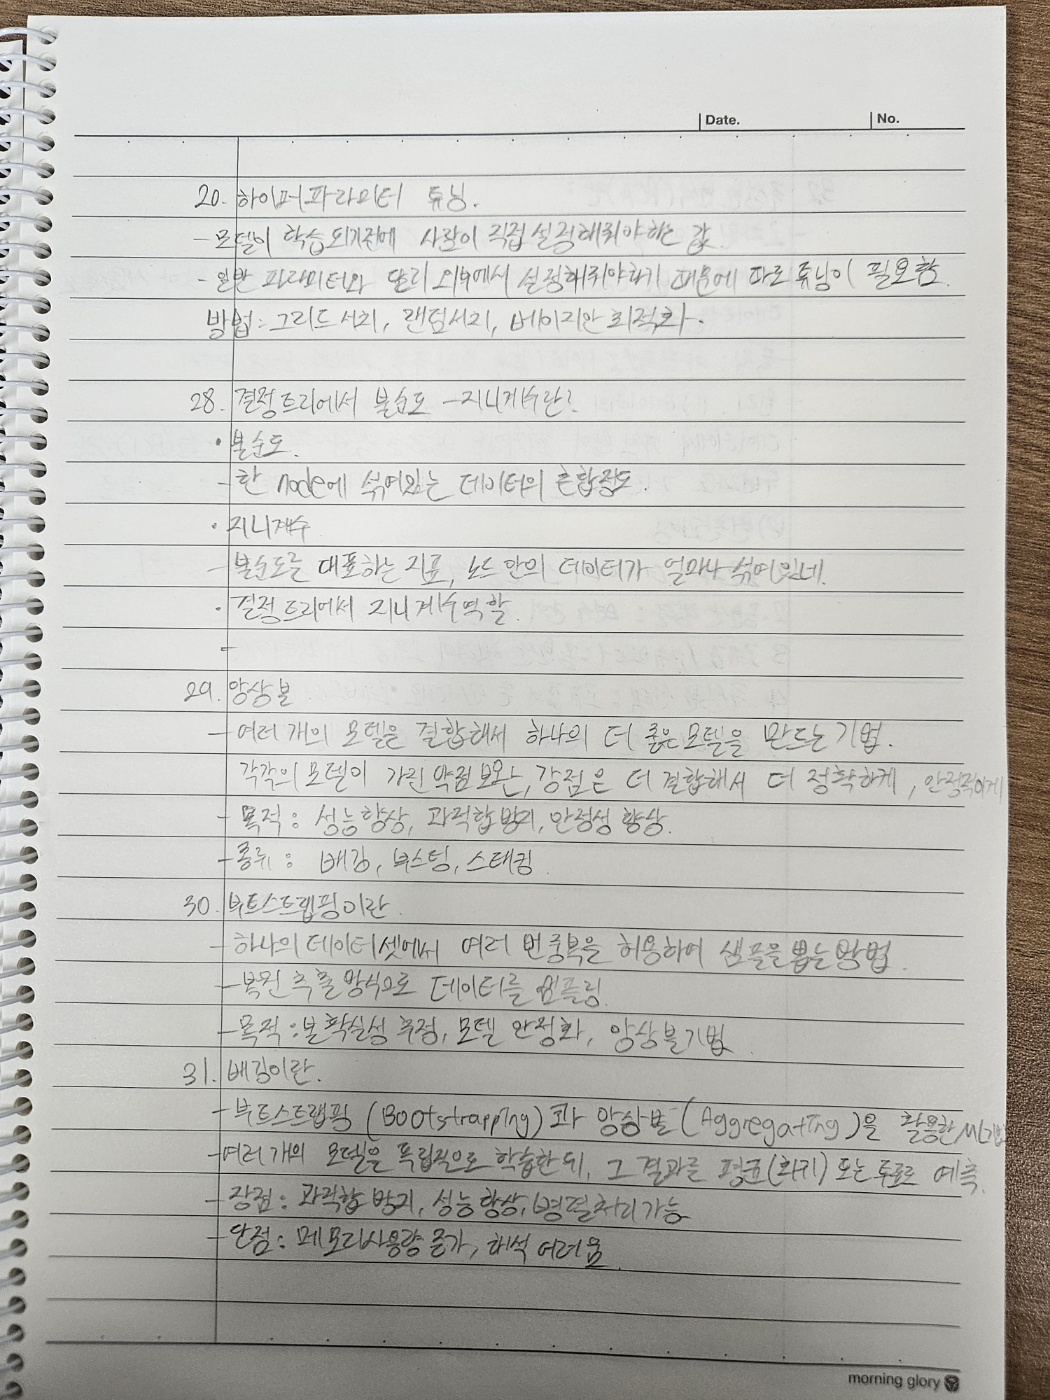 Date.
No.
20. 하이퍼파라미터 튜닝.
- 모델이 학습되기전에 사람이 직접 설정해줘야하는 값.
- 일반 파라미터와 달리 외부에서 설정해줘야하기 때문에 따로 튜닝이 필요함.
방법: 그리드서치, 랜덤서치, 베이지안 최적화.
28. 결정트리에서 불순도 - 지니계수란?
• 불순도.
- 한 node에 섞여있는 데이터의 혼합정도.
• 지니계수
- 불순도를 대표하는 지표, 노드 안의 데이터가 얼마나 섞여있네.
• 결정트리에서 지니계수역할.
-
29. 앙상블
- 여러 개의 모델을 결합해서 하나의 더 좋은모델을 만드는 기법.
각각의 모델이 가진 약점 보완, 강점은 더 결합해서 더 정확하게, 안정적이게
- 목적: 성능향상, 과적합방지, 안정성 향상.
- 종류: 배깅, 부스팅, 스태킹.
30. 부트스트랩핑이란.
- 하나의 데이터셋에서 여러 번 중복을 허용하여 샘플을 뽑는 방법.
- 복원 추출 방식으로 데이터를 샘플링.
- 목적: 불확실성 추정, 모델 안정화, 앙상블기법.
31. 배깅이란.
- 부트스트랩핑 (Bootstrapping) 과 앙상블 (Aggregating)을 활용한
- 여러개의 모델을 독립적으로 학습한 뒤, 그 결과를 평균(회귀) 또는 투표로 예측.
- 장점: 과적합 방지, 성능향상, 병렬처리가능
- 단점: 메모리사용량 증가, 해석 어려움.
morning glory